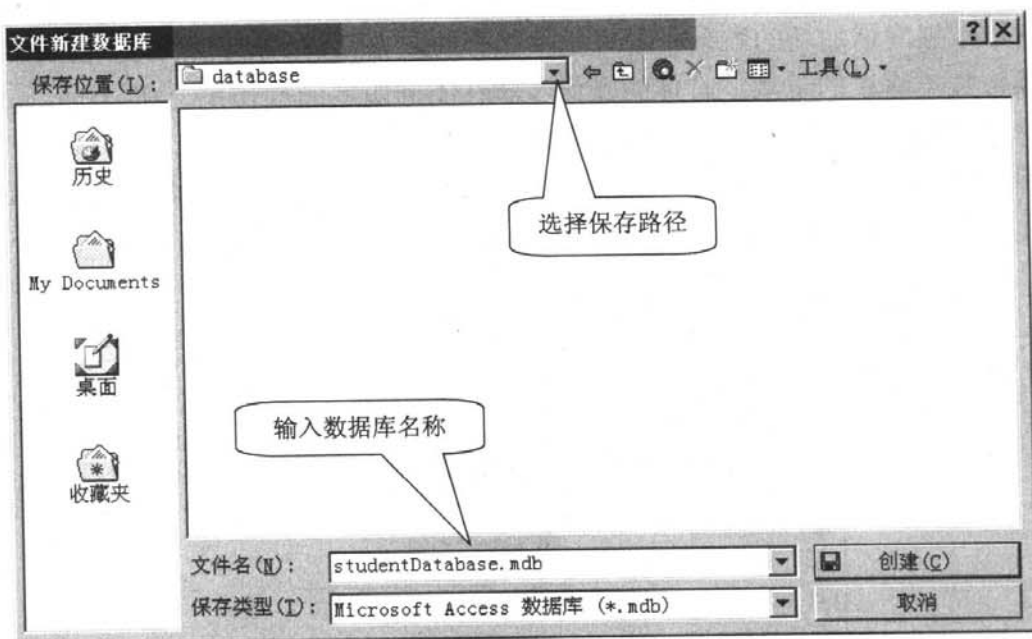 文件新建数据库
保存位置(I): database 工具(L)
选择保存路径
历史
My Documents
桌面
收藏夹
输入数据库名称
文件名(N): studentDatabase.mdb 创建(C)
保存类型(T): Microsoft Access 数据库 (*.mdb) 取消